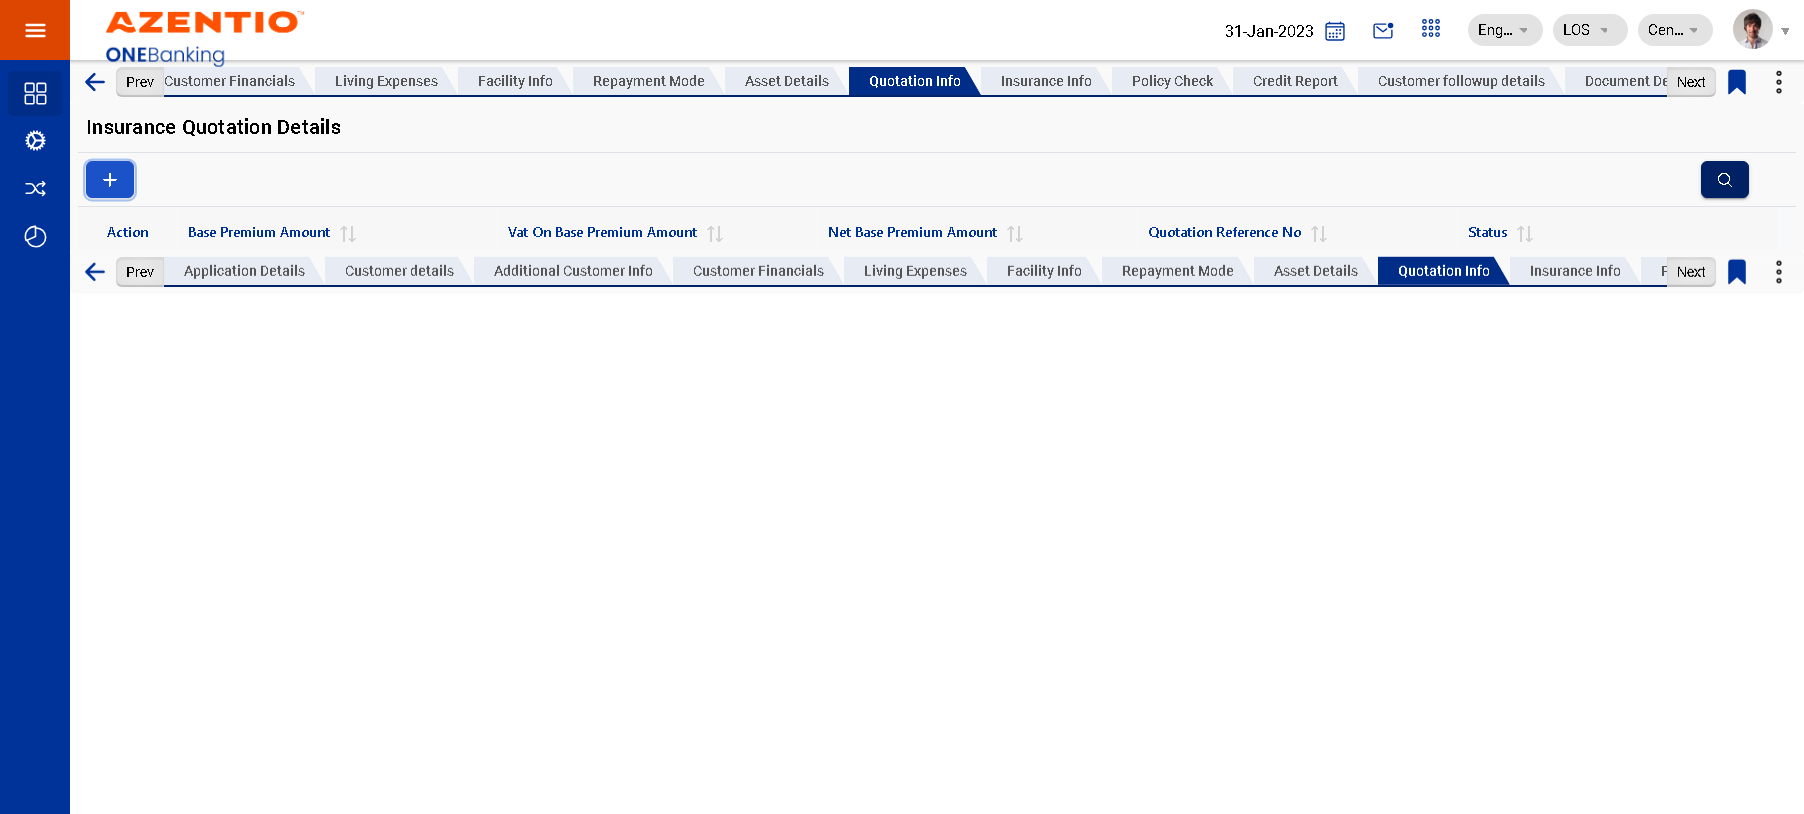 AZENTIO™
ONEBanking
31-Jan-2023 Eng... LOS Cen...
Prev Customer Financials Living Expenses Facility Info Repayment Mode Asset Details Quotation Info Insurance Info Policy Check Credit Report Customer followup details Document De Next
Insurance Quotation Details
+
Action Base Premium Amount Vat On Base Premium Amount Net Base Premium Amount Quotation Reference No Status
Prev Application Details Customer details Additional Customer Info Customer Financials Living Expenses Facility Info Repayment Mode Asset Details Quotation Info Insurance Info Next